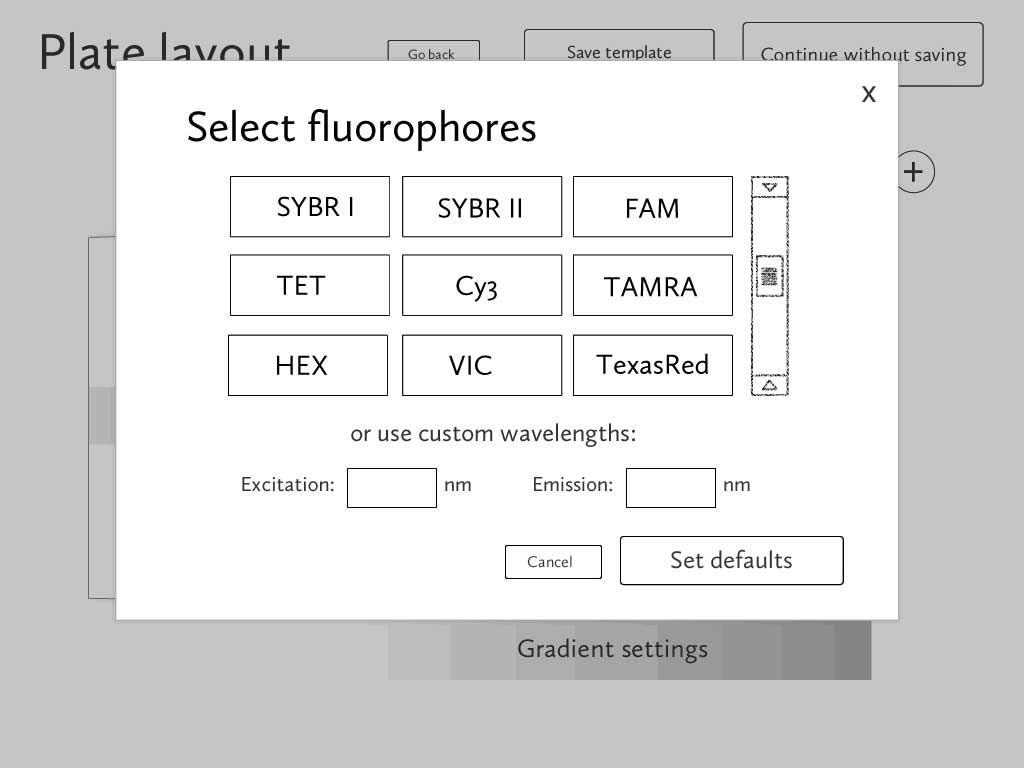 Plate layout
Go back
Save template
Continue without saving
X
Select fluorophores
+
SYBR I
SYBR II
FAM
TET
Cy3
TAMRA
HEX
VIC
TexasRed
or use custom wavelengths:
Excitation: nm
Emission: nm
Cancel
Set defaults
Gradient settings